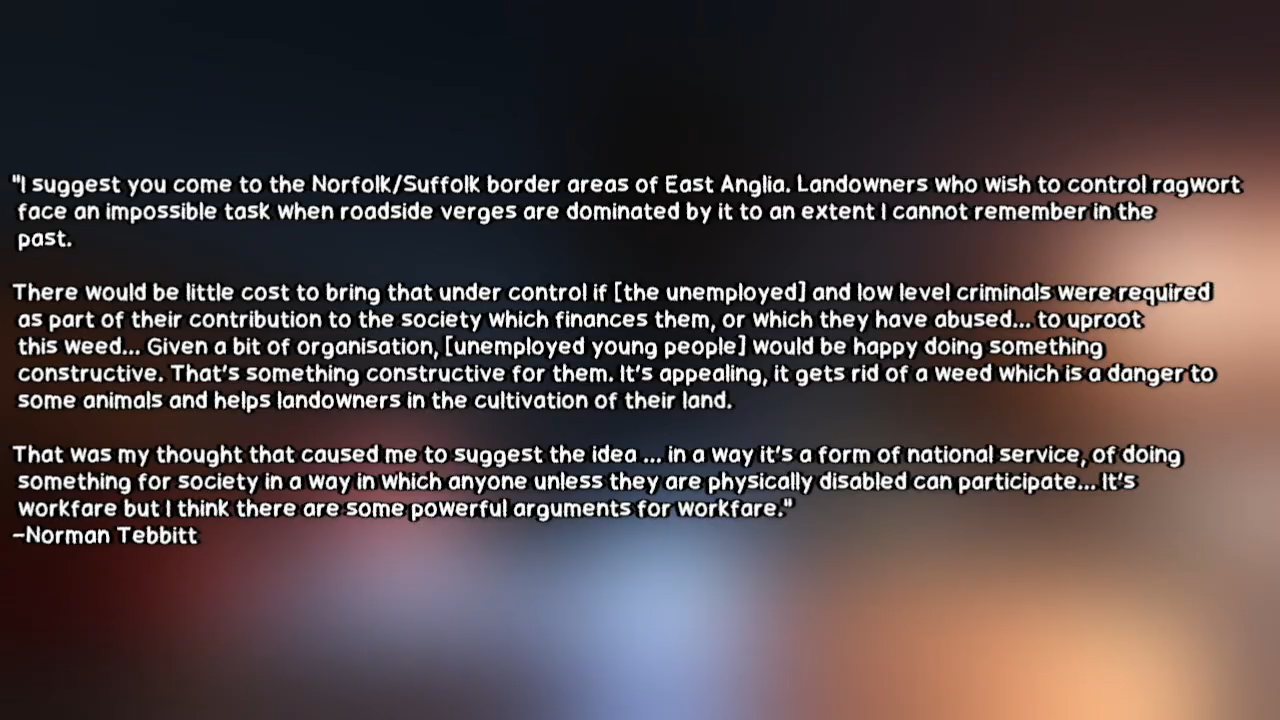 "I suggest you come to the Norfolk/Suffolk border areas of East Anglia. Landowners who wish to control ragwort
face an impossible task when roadside verges are dominated by it to an extent I cannot remember in the
past.
There would be little cost to bring that under control if [the unemployed] and low level criminals were required
as part of their contribution to the society which finances them, or which they have abused... to uproot
this weed... Given a bit of organisation, [unemployed young people] would be happy doing something
constructive. That's something constructive for them. It's appealing, it gets rid of a weed which is a danger to
some animals and helps landowners in the cultivation of their land.
That was my thought that caused me to suggest the idea ... in a way it's a form of national service, of doing
something for society in a way in which anyone unless they are physically disabled can participate... It's
workfare but I think there are some powerful arguments for workfare."
-Norman Tebbitt